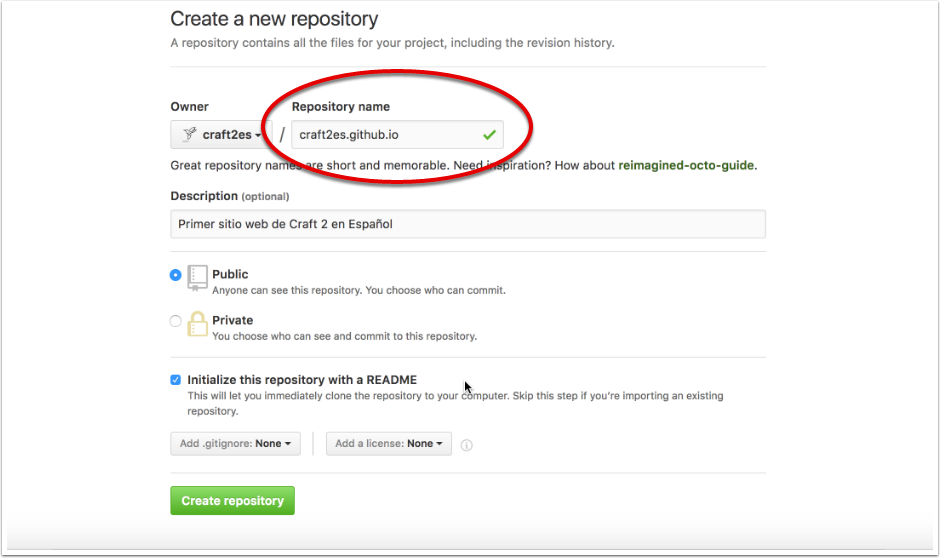 Create a new repository
A repository contains all the files for your project, including the revision history.
Owner
Repository name
craft2es
/
craft2es.github.io
Great repository names are short and memorable. Need inspiration? How about reimagined-octo-guide.
Description (optional)
Primer sitio web de Craft 2 en Español
Public
Anyone can see this repository. You choose who can commit.
Private
You choose who can see and commit to this repository.
Initialize this repository with a README
This will let you immediately clone the repository to your computer. Skip this step if you're importing an existing
repository.
Add .gitignore: None
Add a license: None
Create repository